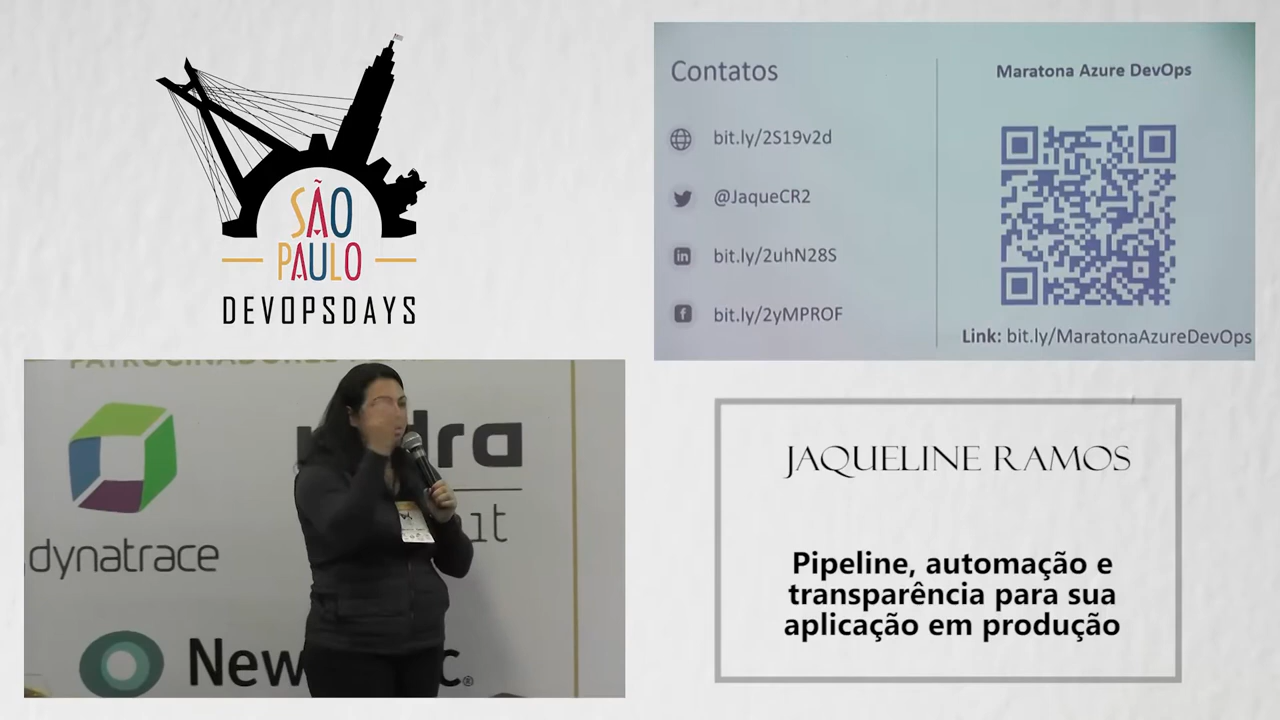 SÃO
PAULO
DEVOPSDAYS
Contatos
bit.ly/2S19v2d
@JaqueCR2
bit.ly/2uhN28S
bit.ly/2yMPROF
Maratona Azure DevOps
Link: bit.ly/MaratonaAzureDevOps
dynatrace
New
JAQUELINE RAMOS
Pipeline, automação e
transparência para sua
aplicação em produção